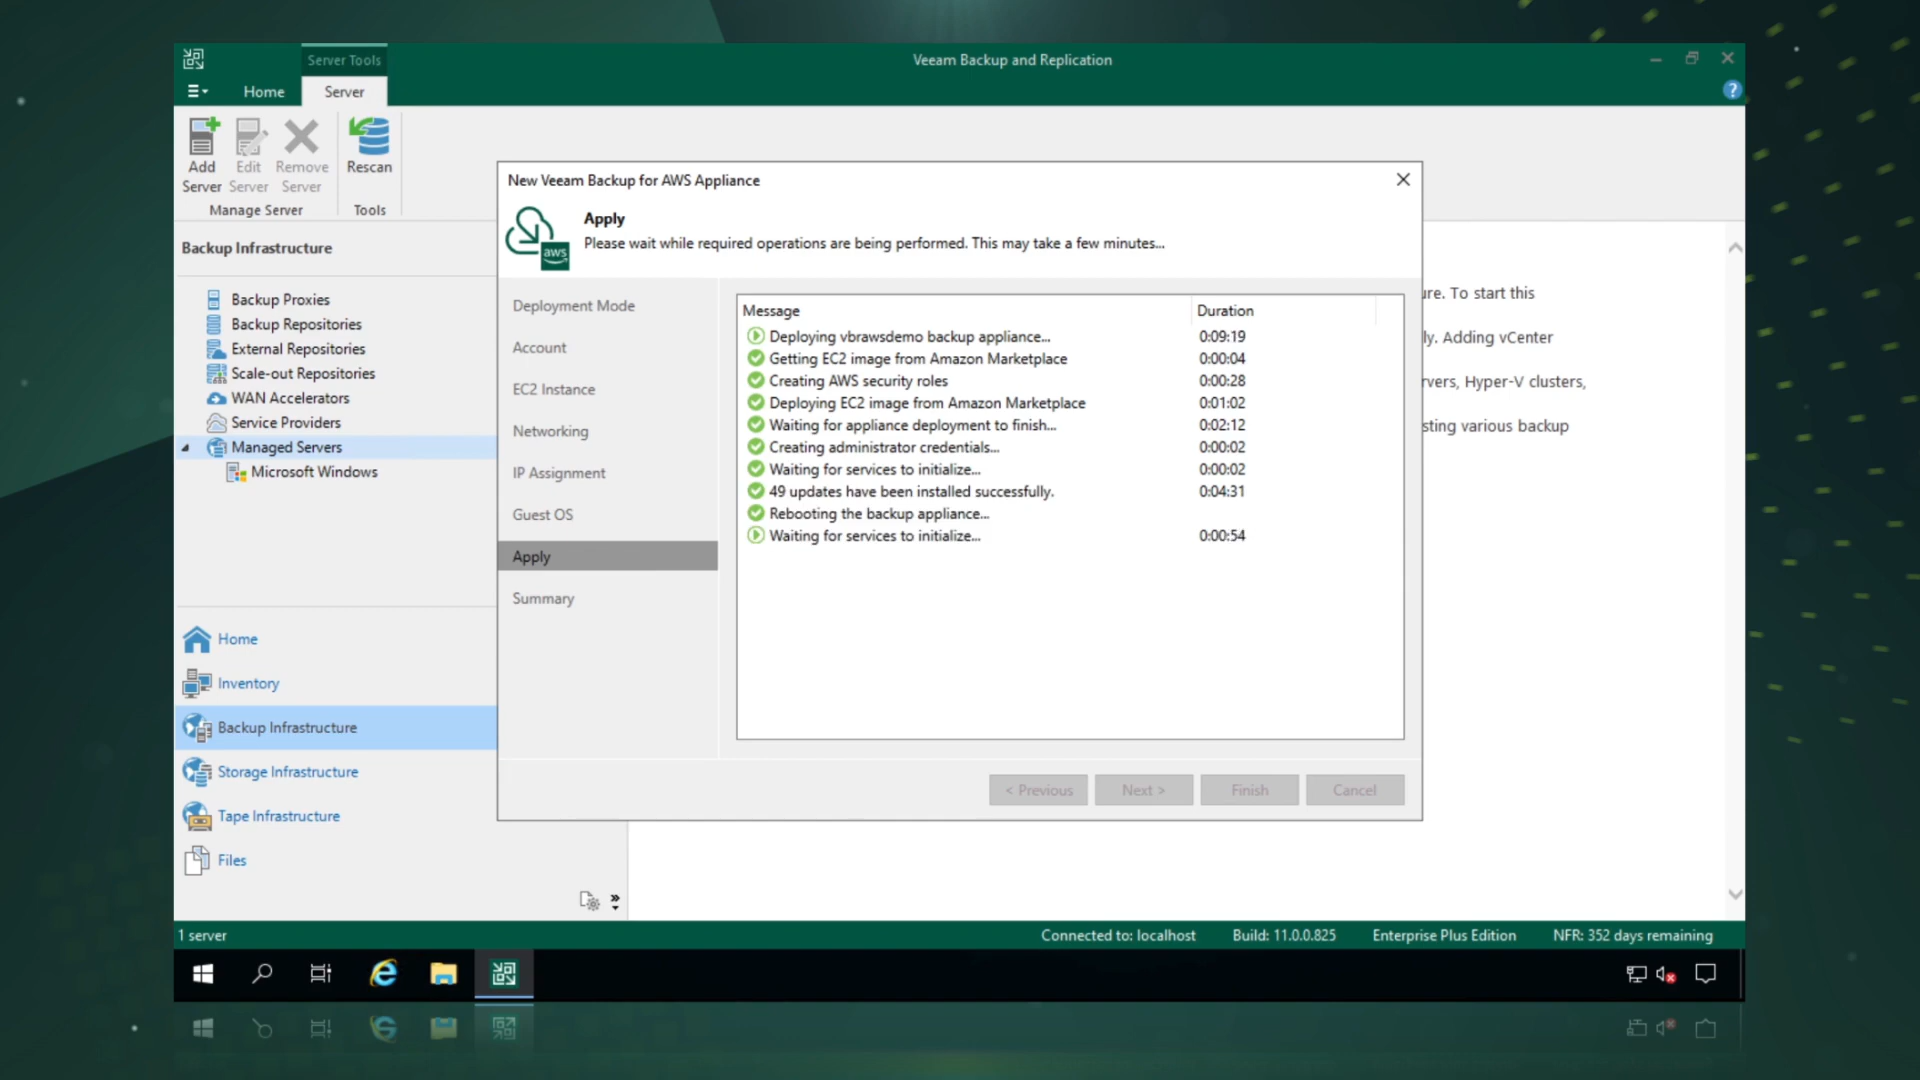 Server Tools
Veeam Backup and Replication
Home
Server
?
Add Server
Edit Server
Remove Server
Rescan
Manage Server
Tools
Backup Infrastructure
Backup Proxies
Backup Repositories
External Repositories
Scale-out Repositories
WAN Accelerators
Service Providers
Managed Servers
Microsoft Windows
Home
Inventory
Backup Infrastructure
Storage Infrastructure
Tape Infrastructure
Files
New Veeam Backup for AWS Appliance
aws
Apply
Please wait while required operations are being performed. This may take a few minutes...
Deployment Mode
Account
EC2 Instance
Networking
IP Assignment
Guest OS
Apply
Summary
Message Duration
Deploying vbrawsdemo backup appliance... 0:09:19
Getting EC2 image from Amazon Marketplace 0:00:04
Creating AWS security roles 0:00:28
Deploying EC2 image from Amazon Marketplace 0:01:02
Waiting for appliance deployment to finish... 0:02:12
Creating administrator credentials... 0:00:02
Waiting for services to initialize... 0:00:02
49 updates have been installed successfully. 0:04:31
Rebooting the backup appliance...
Waiting for services to initialize... 0:00:54
< Previous
Next >
Finish
Cancel
ure. To start this
ly. Adding vCenter
rvers, Hyper-V clusters,
sting various backup
1 server
Connected to: localhost
Build: 11.0.0.825
Enterprise Plus Edition
NFR: 352 days remaining